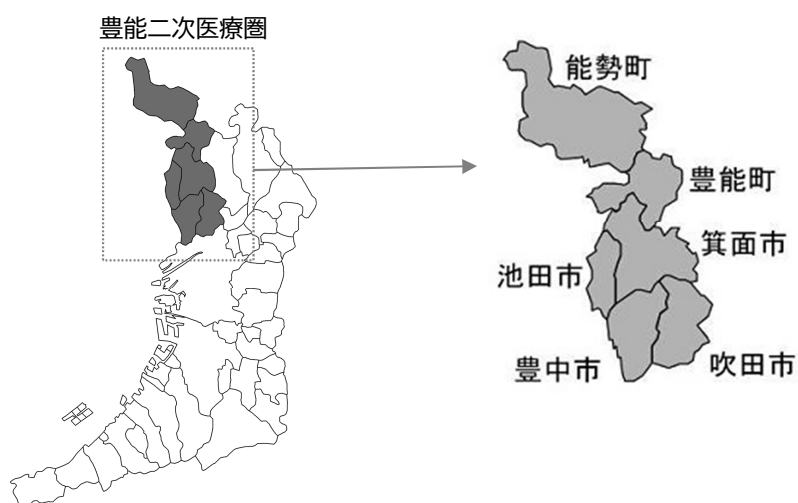 豊能二次医療圏
能勢町
豊能町
箕面市
池田市
豊中市
吹田市